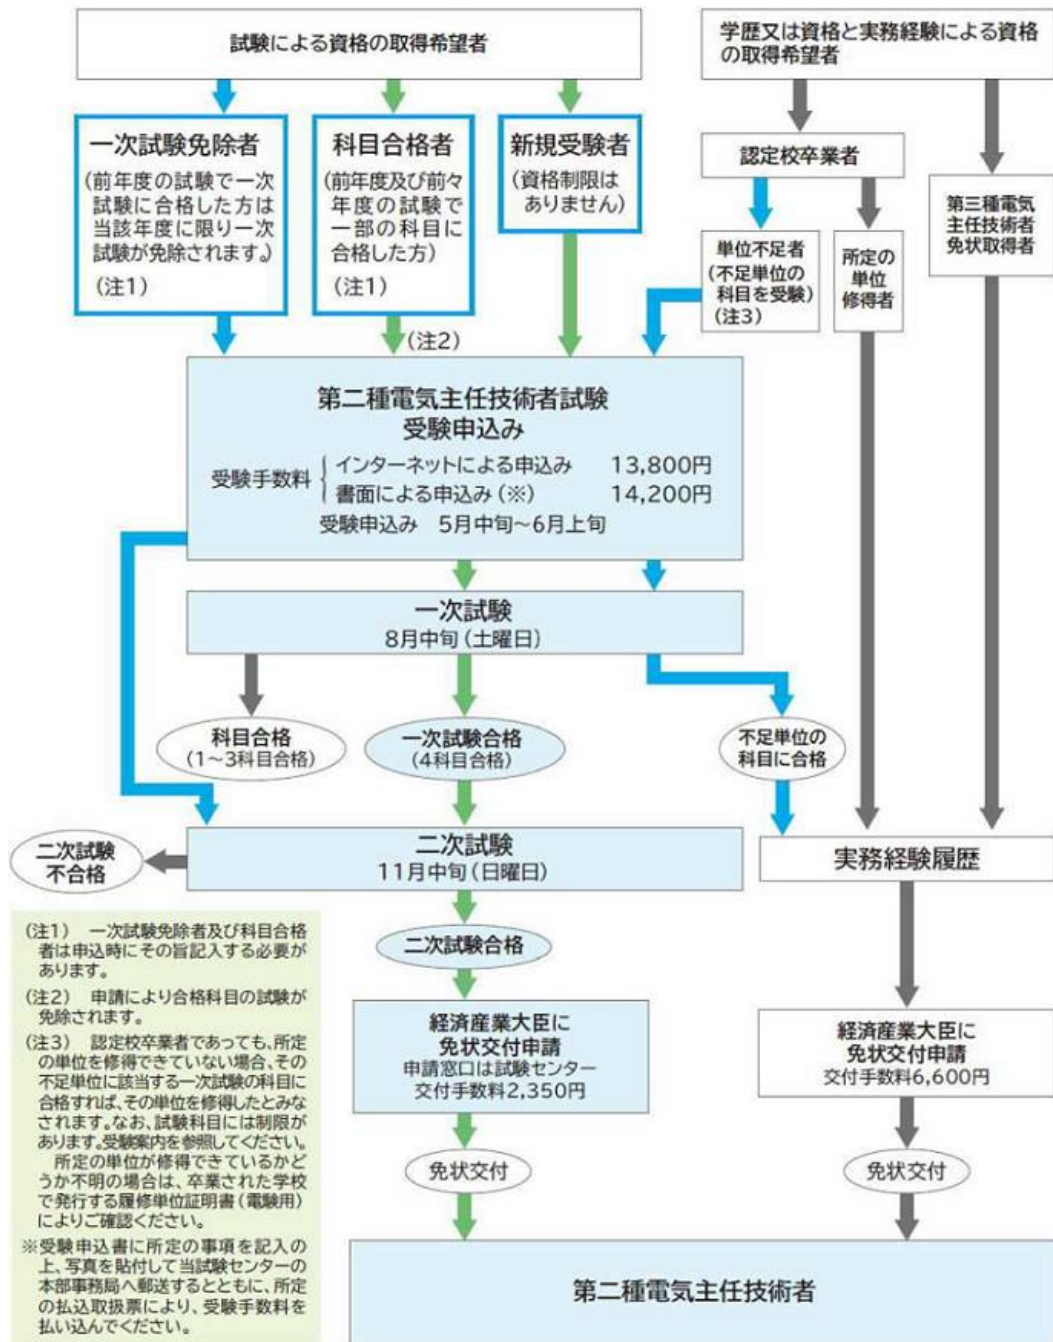 試験による資格の取得希望者
学歴又は資格と実務経験による資格
の取得希望者
一次試験免除者
(前年度の試験で一次
試験に合格した方は
当該年度に限り一次
試験が免除されます。)
(注1)
科目合格者
(前年度及び前々
年度の試験で
一部の科目に
合格した方)
(注1)
新規受験者
(資格制限は
ありません)
認定校卒業者
第三種電気
主任技術者
免状取得者
単位不足者
(不足単位の
科目を受験)
(注3)
所定の
単位
修得者
(注2)
第二種電気主任技術者試験
受験申込み
受験手数料
インターネットによる申込み 13,800円
書面による申込み(※) 14,200円
受験申込み 5月中旬～6月上旬
一次試験
8月中旬(土曜日)
科目合格
(1～3科目合格)
一次試験合格
(4科目合格)
不足単位の
科目に合格
二次試験
11月中旬(日曜日)
二次試験
不合格
実務経験履歴
二次試験合格
経済産業大臣に
免状交付申請
申請窓口は試験センター
交付手数料2,350円
経済産業大臣に
免状交付申請
交付手数料6,600円
免状交付
免状交付
第二種電気主任技術者
(注1) 一次試験免除者及び科目合格
者は申込時にその旨記入する必要が
あります。
(注2) 申請により合格科目の試験が
免除されます。
(注3) 認定校卒業者であっても、所定
の単位を修得できていない場合、その
不足単位に該当する一次試験の科目に
合格すれば、その単位を修得したとみな
されます。なお、試験科目には制限が
あります。受験案内を参照してください。
所定の単位が修得できているかど
うか不明の場合は、卒業された学校
で発行する履修単位証明書(電験用)
によりご確認ください。
※受験申込書に所定の事項を記入の
上、写真を貼付して当試験センターの
本部事務局へ郵送するとともに、所定
の払込取扱票により、受験手数料を
払い込んでください。